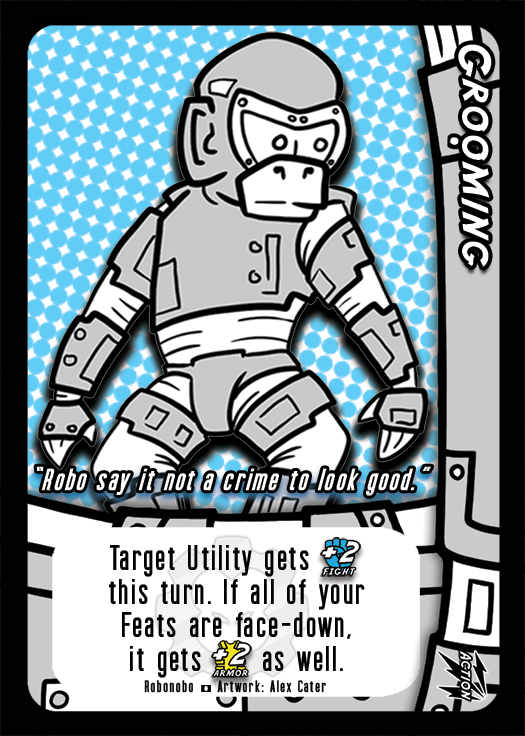 GROOMING
"Robo say it not a crime to look good."
Target Utility gets +2 FIGHT
this turn. If all of your
Feats are face-down,
it gets +2 ARMOR as well.
Robonobo Artwork: Alex Cater
ACTION